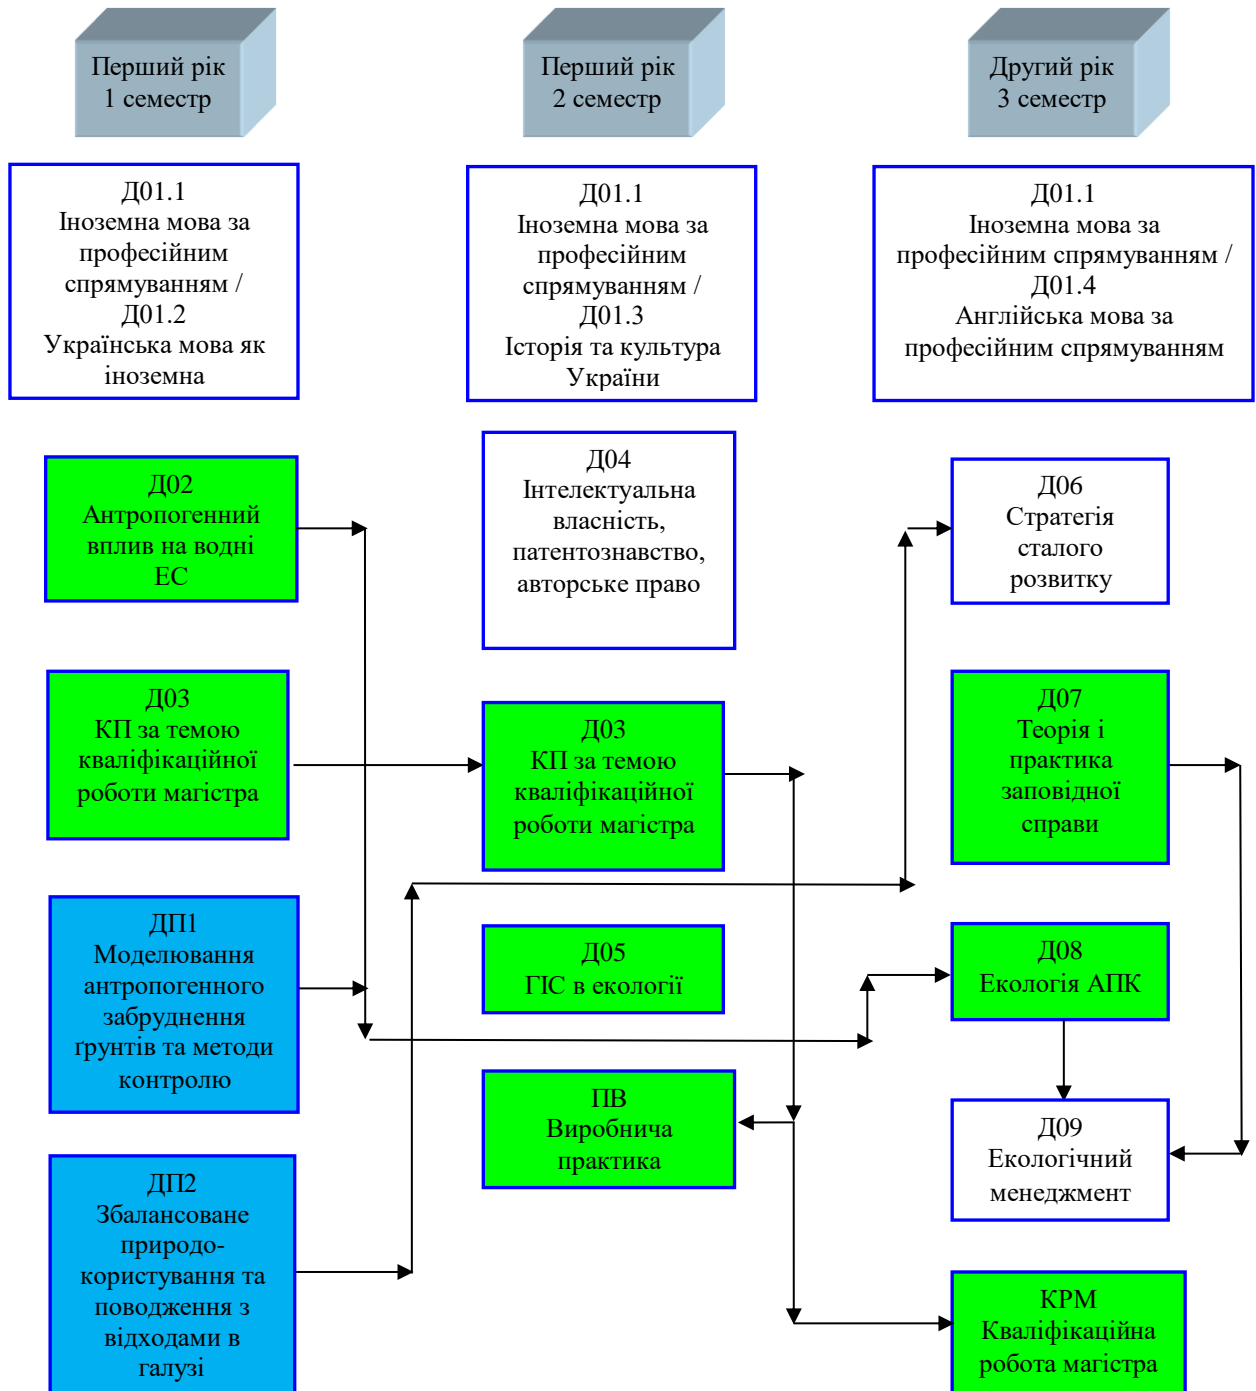 Перший рік
1 семестр
Перший рік
2 семестр
Другий рік
3 семестр
Д01.1
Іноземна мова за
професійним
спрямуванням /
Д01.2
Українська мова як
іноземна
Д01.1
Іноземна мова за
професійним
спрямуванням /
Д01.3
Історія та культура
України
Д01.1
Іноземна мова за
професійним спрямуванням /
Д01.4
Англійська мова за
професійним спрямуванням
Д02
Антропогенний
вплив на водні
ЕС
Д04
Інтелектуальна
власність,
патентознавство,
авторське право
Д06
Стратегія
сталого
розвитку
Д03
КП за темою
кваліфікаційної
роботи магістра
Д03
КП за темою
кваліфікаційної
роботи магістра
Д07
Теорія і
практика
заповідної
справи
ДП1
Моделювання
антропогенного
забруднення
ґрунтів та методи
контролю
Д05
ГІС в екології
Д08
Екологія АПК
ПВ
Виробнича
практика
Д09
Екологічний
менеджмент
ДП2
Збалансоване
природо-
користування та
поводження з
відходами в
галузі
КРМ
Кваліфікаційна
робота магістра